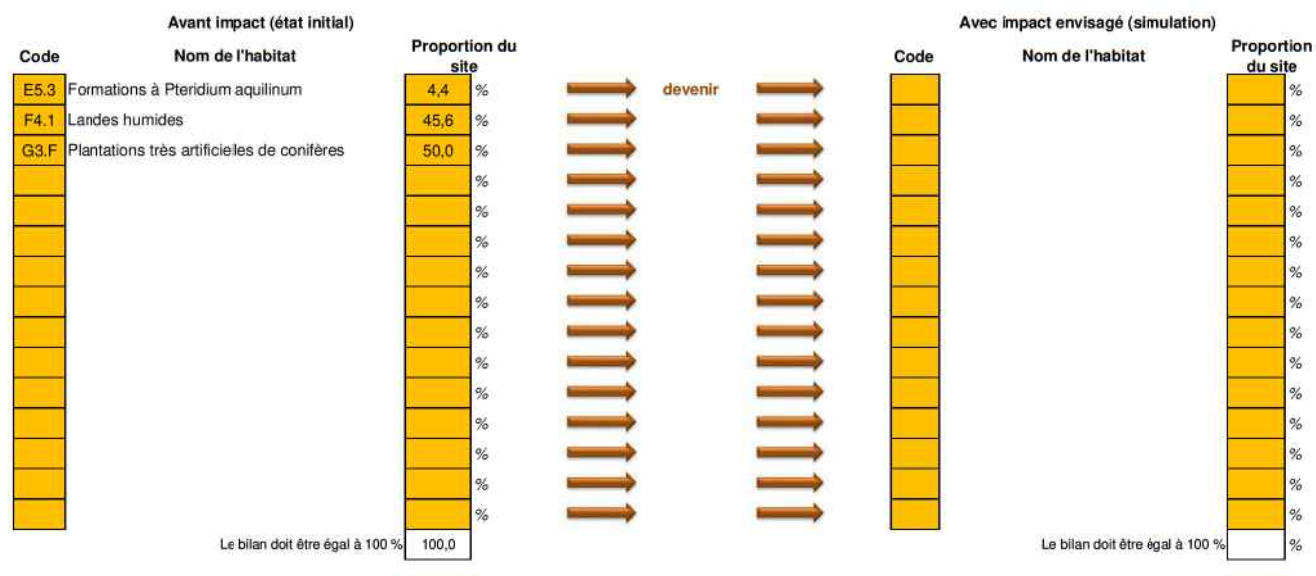 Avant impact (état initial)
Avec impact envisagé (simulation)
Code Nom de l'habitat Proportion du site
Code Nom de l'habitat Proportion du site
E5.3 Formations à Pteridium aquilinum 4,4 % devenir %
F4.1 Landes humides 45,6 % %
G3.F Plantations très artificielles de conifères 50,0 % %
% %
% %
% %
% %
% %
% %
% %
% %
% %
% %
% %
% %
Le bilan doit être égal à 100 % 100,0 Le bilan doit être égal à 100 % %